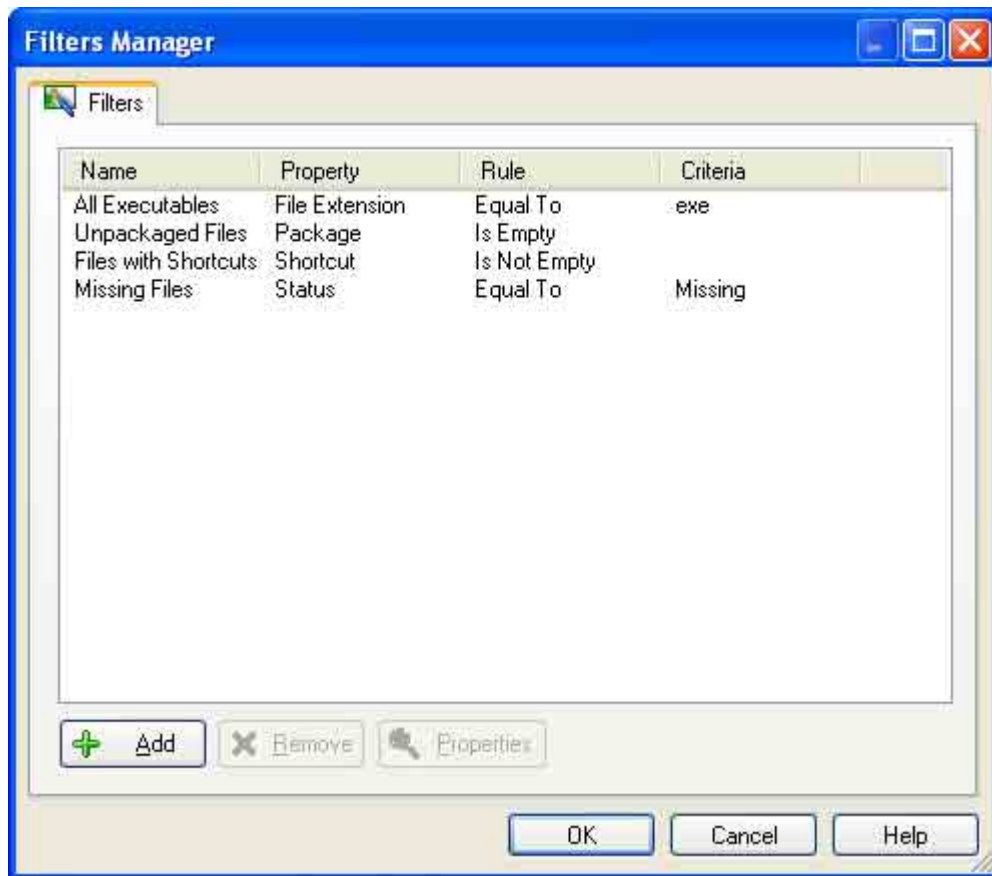 Filters Manager
Filters
Name Property Rule Criteria
All Executables File Extension Equal To exe
Unpackaged Files Package Is Empty
Files with Shortcuts Shortcut Is Not Empty
Missing Files Status Equal To Missing
Add Remove Properties
OK Cancel Help